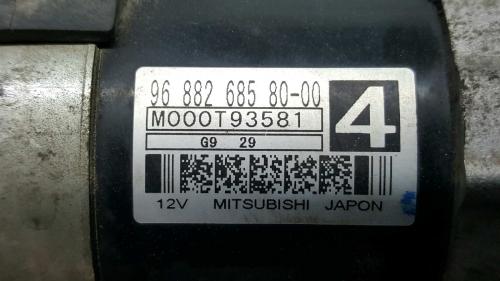 96 882 685 80-00
M000T93581
4
G9 29
12V MITSUBISHI JAPON